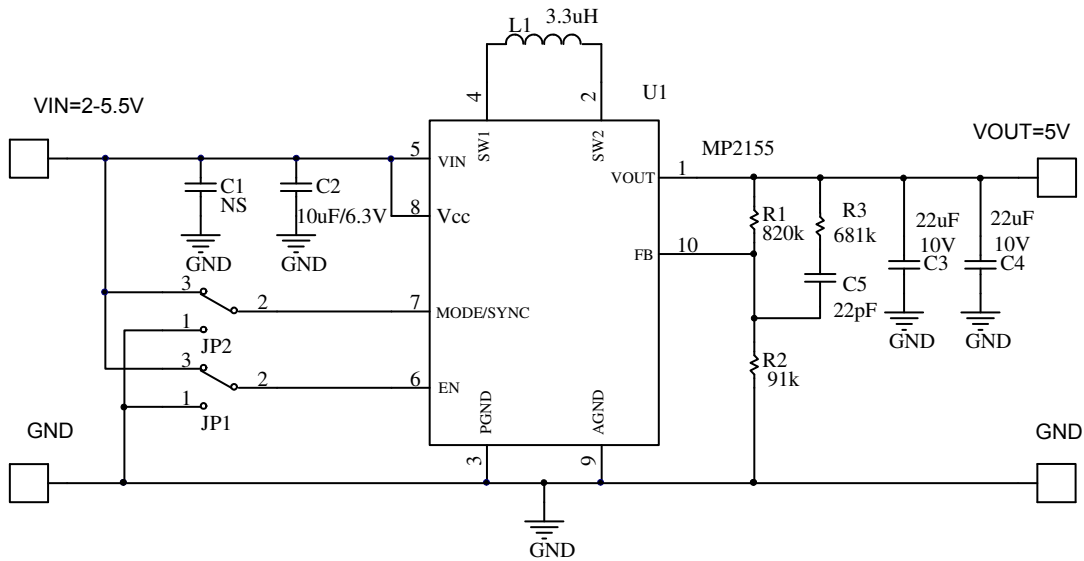 L1 3.3uH
4
2
U1
VIN=2-5.5V
SW1
SW2
VOUT=5V
5
VIN
MP2155
VOUT
1
C1
NS
C2
10uF/6.3V
8
Vcc
R1
820k
R3
681k
22uF
10V
C3
22uF
10V
C4
10
FB
GND
GND
C5
22pF
3
2
7
MODE/SYNC
1
JP2
GND
GND
3
2
6
EN
R2
91k
1
JP1
PGND
AGND
GND
GND
3
9
GND